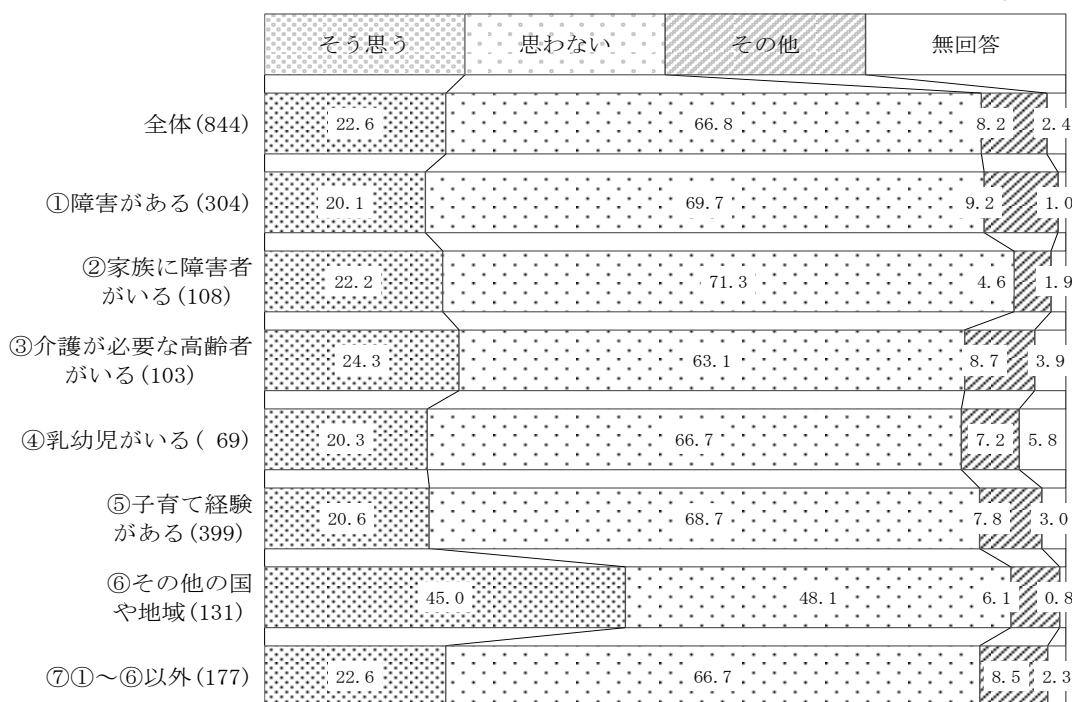 そう思う 思わない その他 無回答
全体(844) 22.6 66.8 8.2 2.4
①障害がある(304) 20.1 69.7 9.2 1.0
②家族に障害者
がいる(108) 22.2 71.3 4.6 1.9
③介護が必要な高齢者
がいる(103) 24.3 63.1 8.7 3.9
④乳幼児がいる( 69) 20.3 66.7 7.2 5.8
⑤子育て経験
がある(399) 20.6 68.7 7.8 3.0
⑥その他の国
や地域(131) 45.0 48.1 6.1 0.8
⑦①～⑥以外(177) 22.6 66.7 8.5 2.3